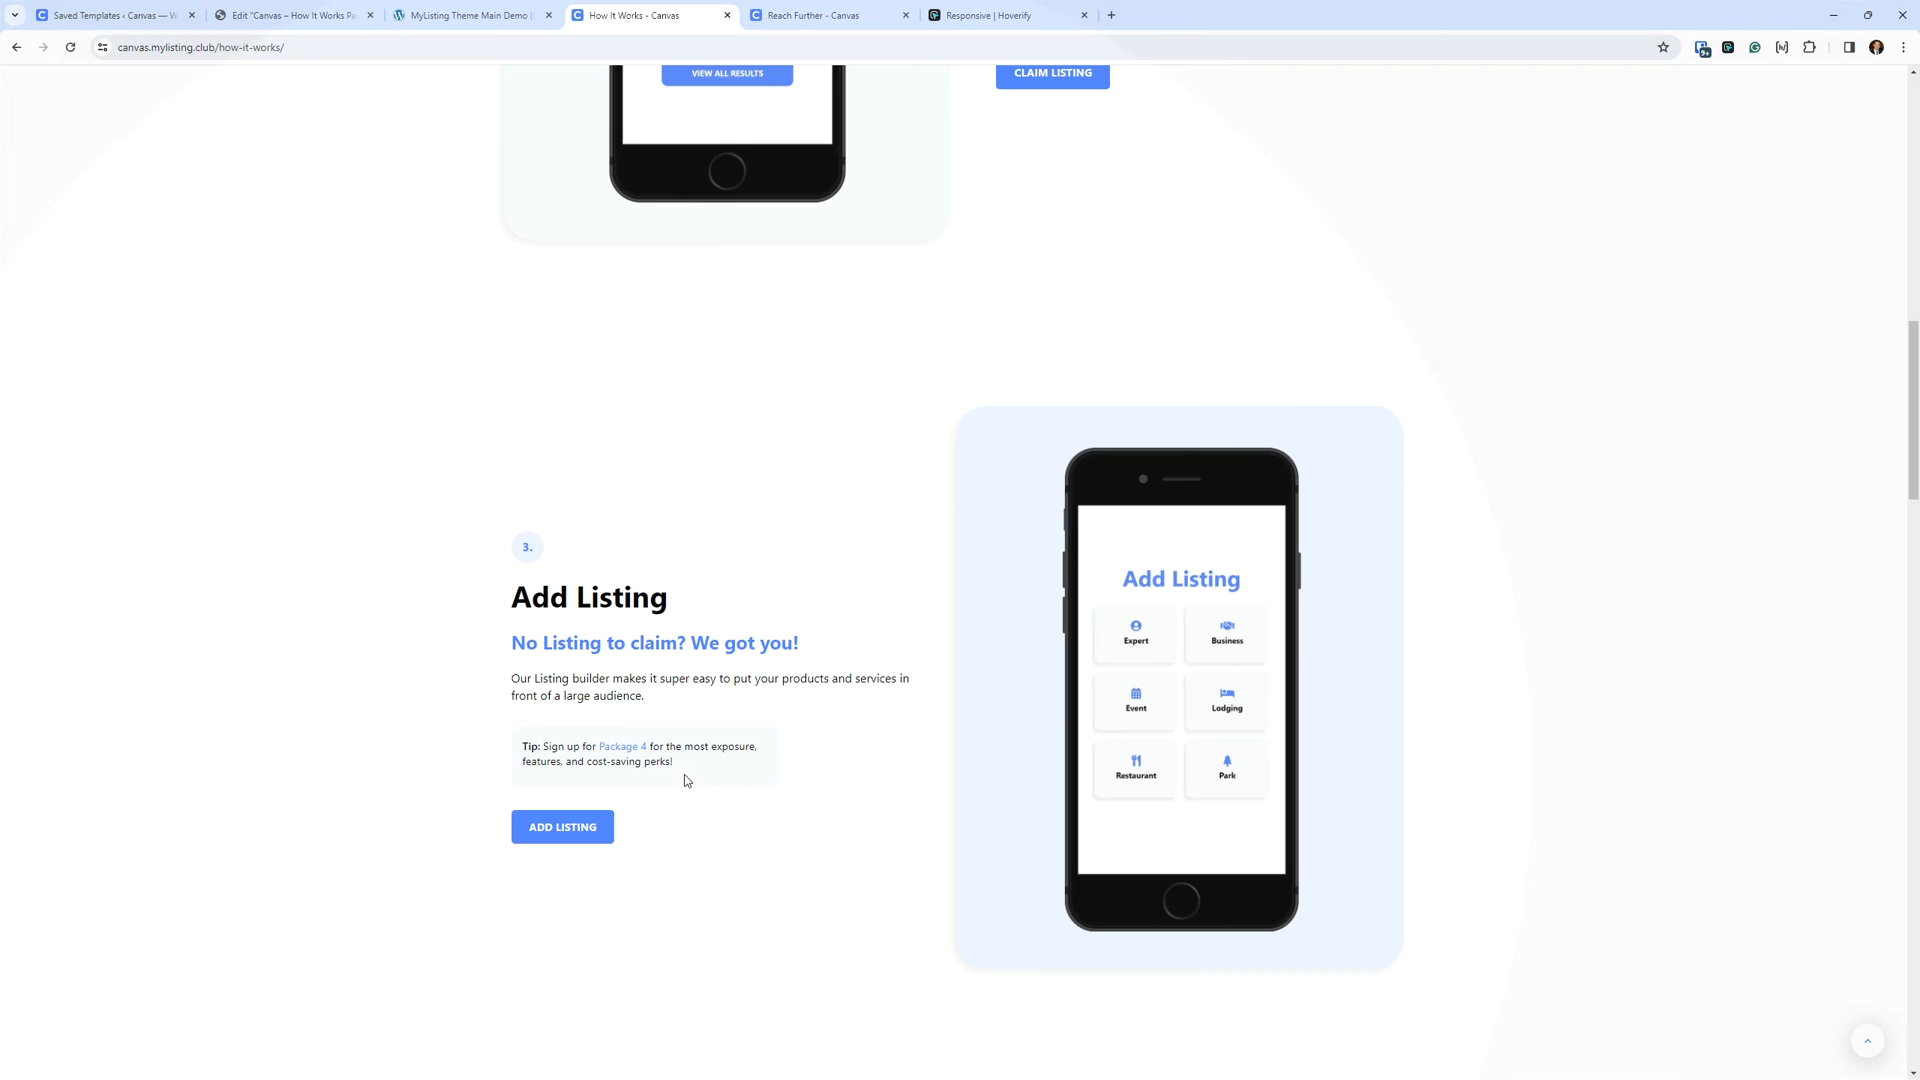 Saved Templates ‹ Canvas — W
Edit "Canvas – How It Works Pa
MyListing Theme Main Demo (
How It Works - Canvas
Reach Further - Canvas
Responsive | Hoverify
canvas.mylisting.club/how-it-works/
9+
VIEW ALL RESULTS
CLAIM LISTING
3.
Add Listing
No Listing to claim? We got you!
Our Listing builder makes it super easy to put your products and services in
front of a large audience.
Tip: Sign up for Package 4 for the most exposure,
features, and cost-saving perks!
ADD LISTING
Add Listing
Expert
Business
Event
Lodging
Restaurant
Park